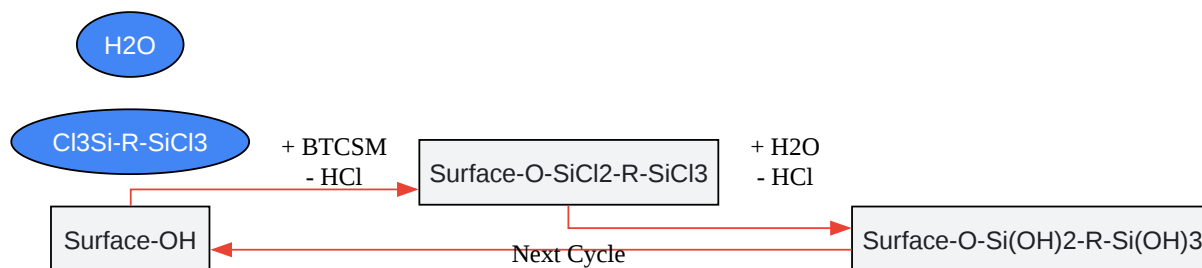 H2O
Cl3Si-R-SiCl3
+ BTCSM
- HCl
Surface-O-SiCl2-R-SiCl3
+ H2O
- HCl
Surface-OH
Next Cycle
Surface-O-Si(OH)2-R-Si(OH)3